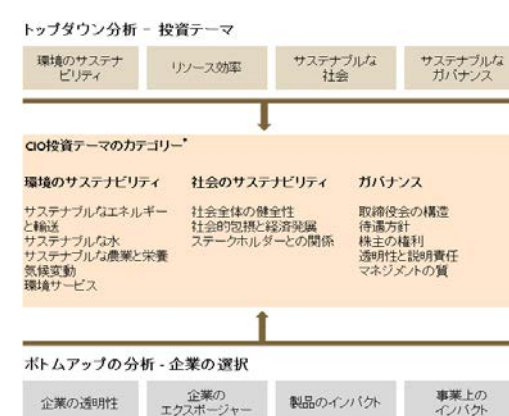 トップダウン分析 - 投資テーマ
環境のサステナ
ビリティ
リソース効率
サステナブルな
社会
サステナブルな
ガバナンス
CIO投資テーマのカテゴリー*
環境のサステナビリティ
サステナブルなエネルギー
と輸送
サステナブルな水
サステナブルな農業と栄養
気候変動
環境サービス
社会のサステナビリティ
社会全体の健全性
社会的包摂と経済発展
ステークホルダーとの関係
ガバナンス
取締役会の構造
待遇方針
株主の権利
透明性と説明責任
マネジメントの質
ボトムアップの分析 - 企業の選択
企業の透明性
企業の
エクスポージャー
製品のインパクト
事業上の
インパクト